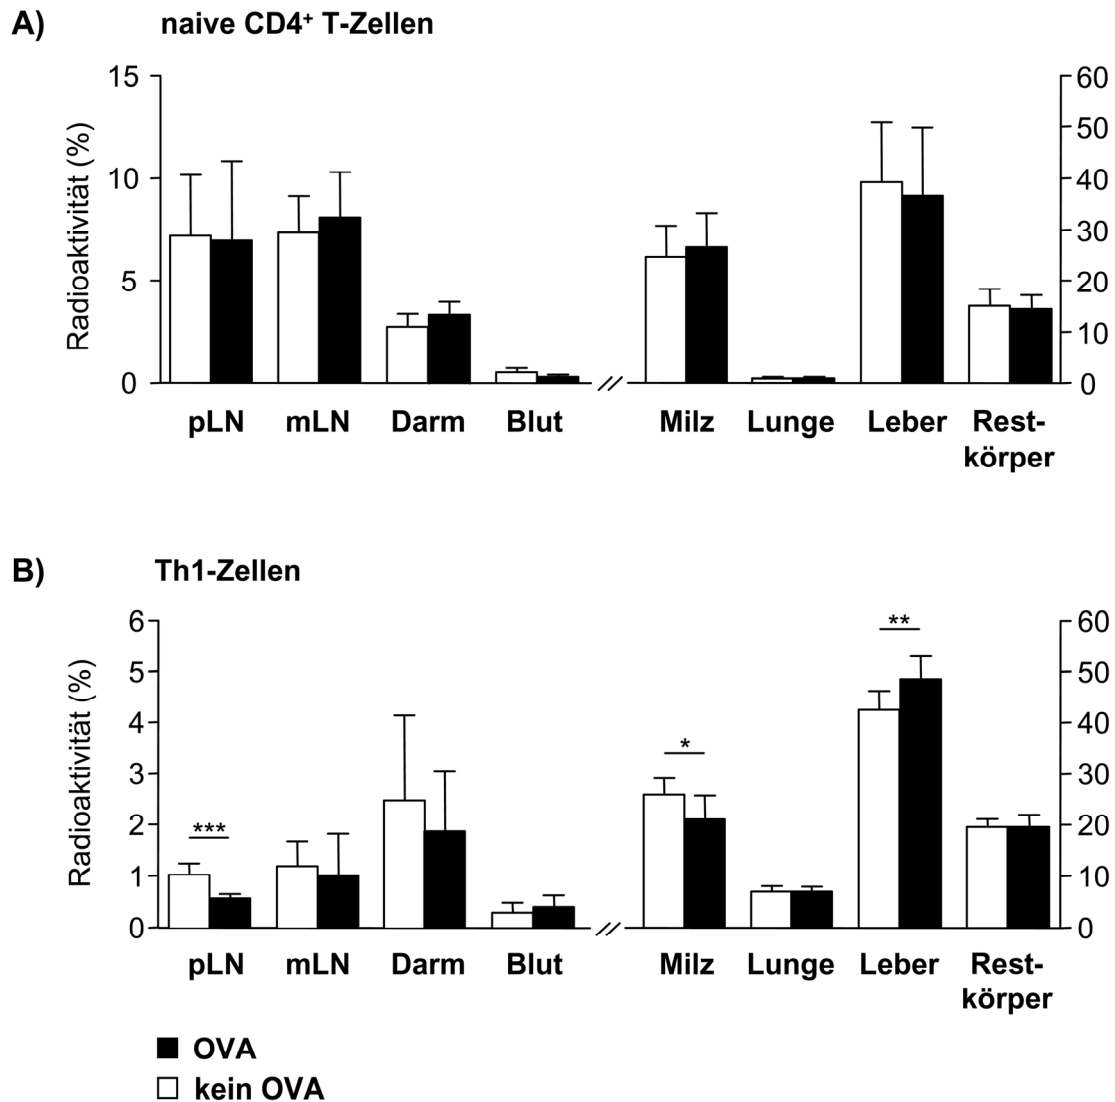 A) naive CD4⁺ T-Zellen
15
10
5
0
Radioaktivität (%)
60
50
40
30
20
10
0
pLN mLN Darm Blut Milz Lunge Leber Rest-
körper
B) Th1-Zellen
6
5
4
3
2
1
0
Radioaktivität (%)
60
50
40
30
20
10
0
***
*
**
pLN mLN Darm Blut Milz Lunge Leber Rest-
körper
OVA
kein OVA